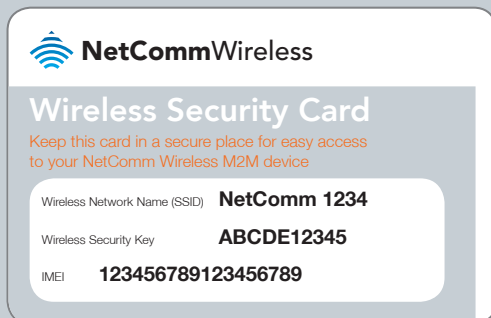 NetCommWireless
Wireless Security Card
Keep this card in a secure place for easy access
to your NetComm Wireless M2M device
Wireless Network Name (SSID) NetComm 1234
Wireless Security Key ABCDE12345
IMEI 123456789123456789